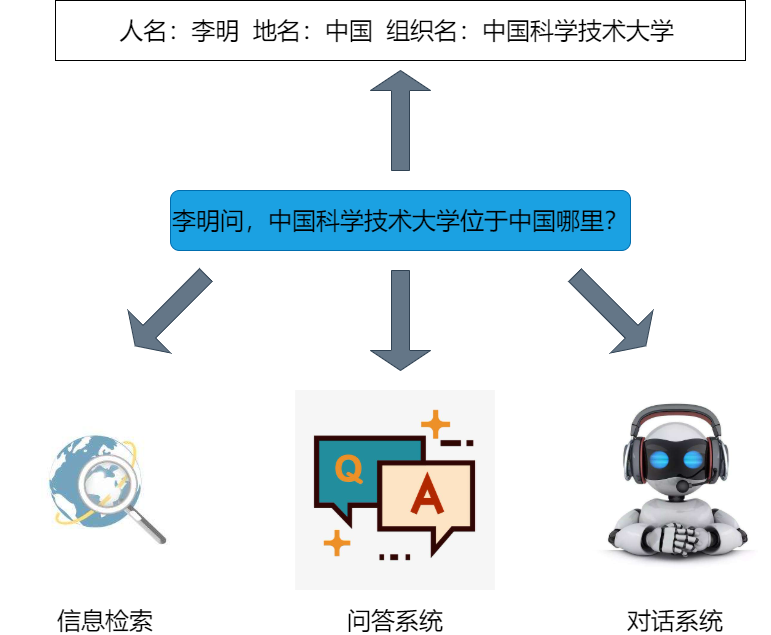 人名：李明 地名：中国 组织名：中国科学技术大学
李明问，中国科学技术大学位于中国哪里？
Q
A
信息检索
问答系统
对话系统